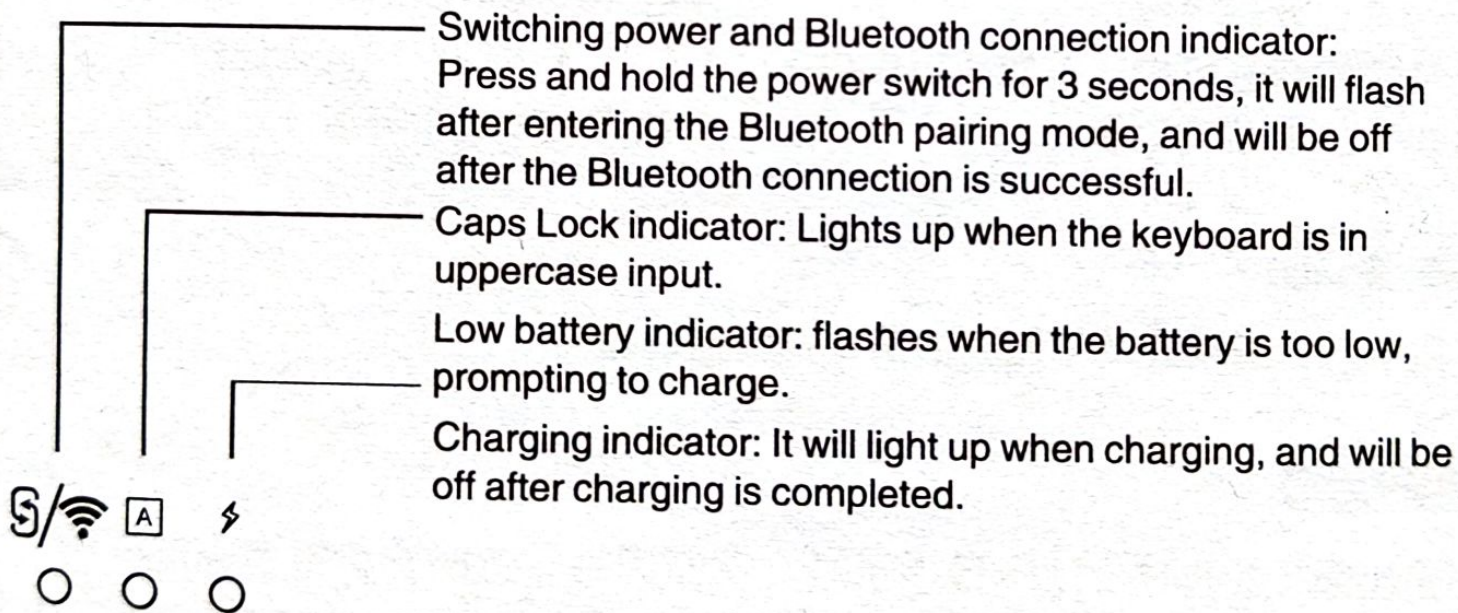 Switching power and Bluetooth connection indicator:
Press and hold the power switch for 3 seconds, it will flash
after entering the Bluetooth pairing mode, and will be off
after the Bluetooth connection is successful.
Caps Lock indicator: Lights up when the keyboard is in
uppercase input.
Low battery indicator: flashes when the battery is too low,
prompting to charge.
Charging indicator: It will light up when charging, and will be
off after charging is completed.
A